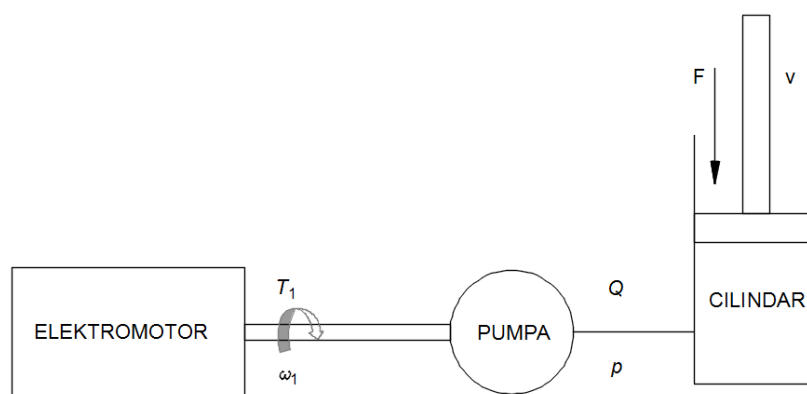 F
v
T1
Q
CILINDAR
ELEKTROMOTOR
PUMPA
ω1
p